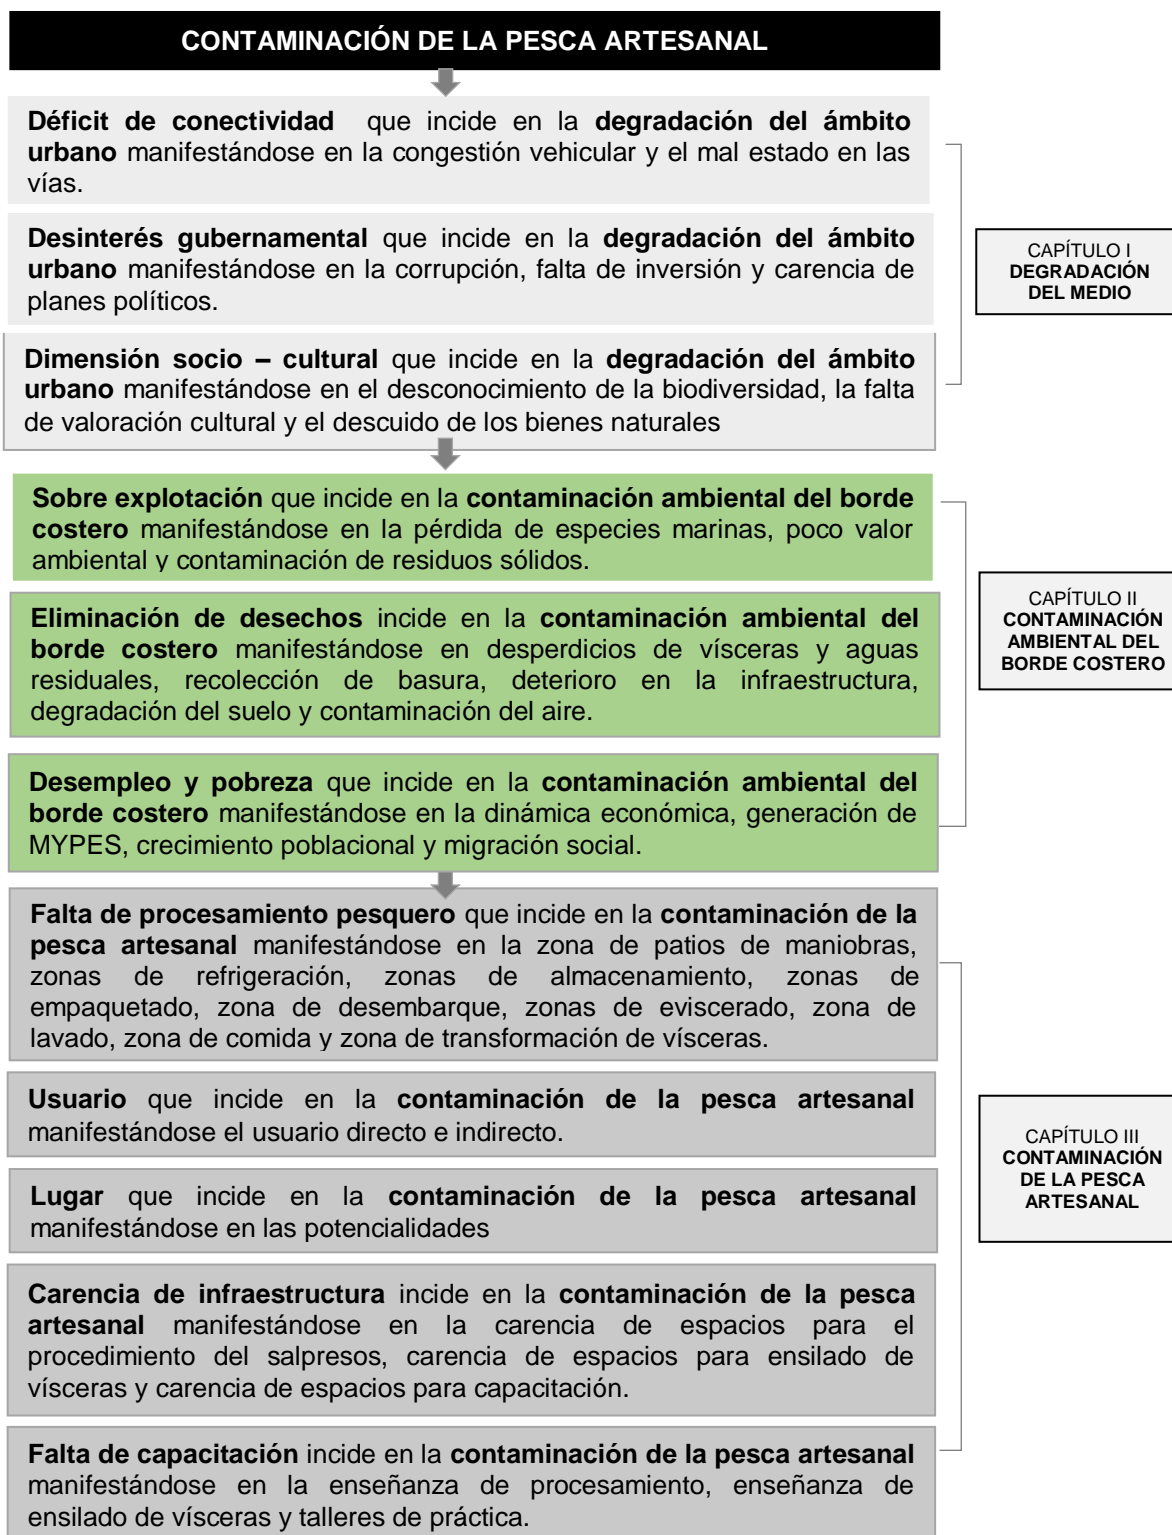 CONTAMINACIÓN DE LA PESCA ARTESANAL
Déficit de conectividad que incide en la degradación del ámbito
urbano manifestándose en la congestión vehicular y el mal estado en las
vías.
Desinterés gubernamental que incide en la degradación del ámbito
urbano manifestándose en la corrupción, falta de inversión y carencia de
planes políticos.
Dimensión socio – cultural que incide en la degradación del ámbito
urbano manifestándose en el desconocimiento de la biodiversidad, la falta
de valoración cultural y el descuido de los bienes naturales
CAPÍTULO I
DEGRADACIÓN
DEL MEDIO
Sobre explotación que incide en la contaminación ambiental del borde
costero manifestándose en la pérdida de especies marinas, poco valor
ambiental y contaminación de residuos sólidos.
Eliminación de desechos incide en la contaminación ambiental del
borde costero manifestándose en desperdicios de vísceras y aguas
residuales, recolección de basura, deterioro en la infraestructura,
degradación del suelo y contaminación del aire.
Desempleo y pobreza que incide en la contaminación ambiental del
borde costero manifestándose en la dinámica económica, generación de
MYPES, crecimiento poblacional y migración social.
CAPÍTULO II
CONTAMINACIÓN
AMBIENTAL DEL
BORDE COSTERO
Falta de procesamiento pesquero que incide en la contaminación de la
pesca artesanal manifestándose en la zona de patios de maniobras,
zonas de refrigeración, zonas de almacenamiento, zonas de
empaquetado, zona de desembarque, zonas de eviscerado, zona de
lavado, zona de comida y zona de transformación de vísceras.
Usuario que incide en la contaminación de la pesca artesanal
manifestándose el usuario directo e indirecto.
Lugar que incide en la contaminación de la pesca artesanal
manifestándose en las potencialidades
Carencia de infraestructura incide en la contaminación de la pesca
artesanal manifestándose en la carencia de espacios para el
procedimiento del salpresos, carencia de espacios para ensilado de
vísceras y carencia de espacios para capacitación.
Falta de capacitación incide en la contaminación de la pesca artesanal
manifestándose en la enseñanza de procesamiento, enseñanza de
ensilado de vísceras y talleres de práctica.
CAPÍTULO III
CONTAMINACIÓN
DE LA PESCA
ARTESANAL